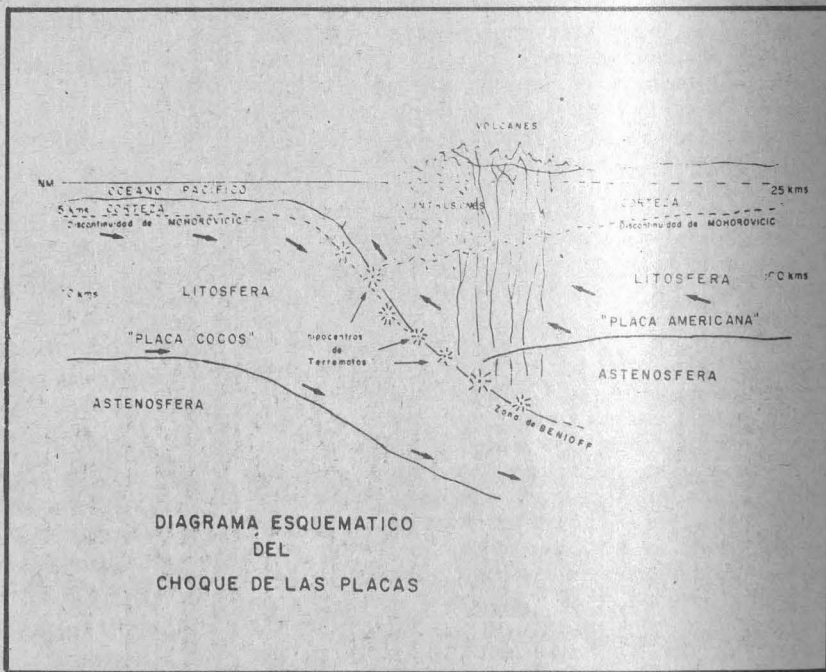 VOLCANES
NM
OCEANO PACIFICO
25 kms
5 kms CORTEZA
INTRUSIONES
CORTEZA
Discontinuidad de MOHOROVICIC
Discontinuidad de MOHOROVICIC
LITOSFERA
LITOSFERA
kms
kms
"PLACA COCOS"
hipocentros
de
Terremotos
"PLACA AMERICANA"
ASTENOSFERA
ASTENOSFERA
Zona de BENIOFF
DIAGRAMA ESQUEMATICO
DEL
CHOQUE DE LAS PLACAS